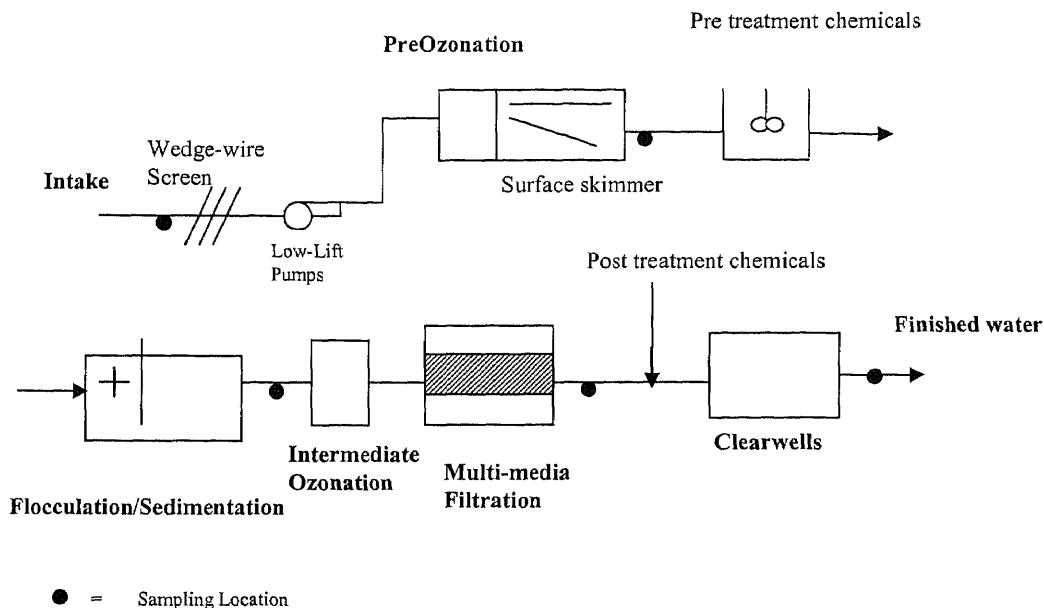 Pre treatment chemicals
PreOzonation
Wedge-wire
Screen
Intake
Surface skimmer
Low-Lift
Pumps
Post treatment chemicals
Finished water
Clearwells
Intermediate
Ozonation
Multi-media
Filtration
Flocculation/Sedimentation
= Sampling Location